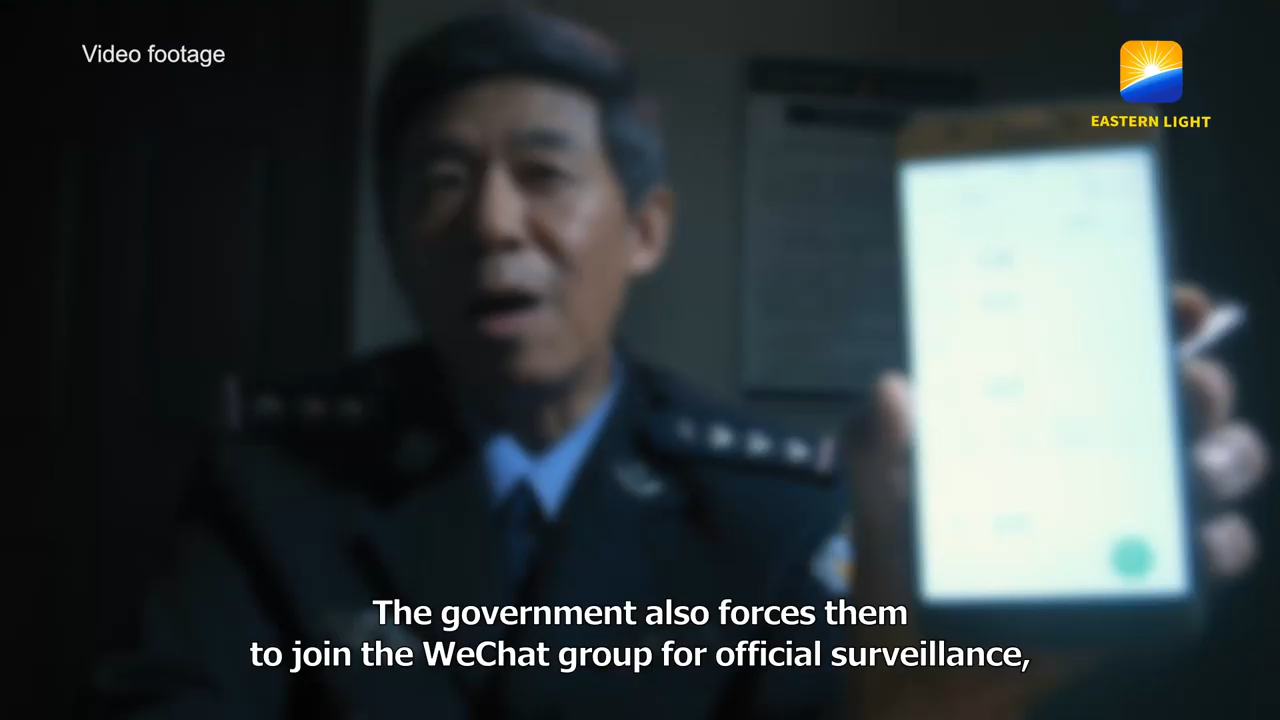 Video footage
EASTERN LIGHT
The government also forces them
to join the WeChat group for official surveillance,